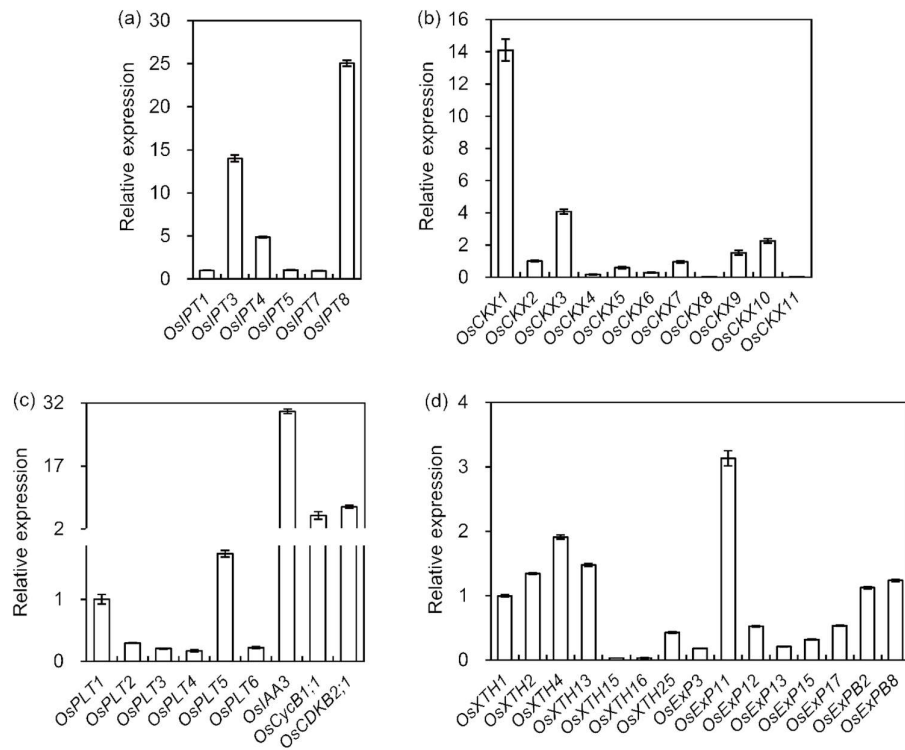 (a)
Relative expression
30
25
20
15
10
5
0
OsIPT1
OsIPT3
OsIPT4
OsIPT5
OsIPT7
OsIPT8
(b)
Relative expression
16
14
12
10
8
6
4
2
0
OsCKX1
OsCKX2
OsCKX3
OsCKX4
OsCKX5
OsCKX6
OsCKX7
OsCKX8
OsCKX9
OsCKX10
OsCKX11
(c)
Relative expression
32
17
2
1
0
OsPLT1
OsPLT2
OsPLT3
OsPLT4
OsPLT5
OsPLT6
OsIAA3
OsCycB1;1
OsCDKB2;1
(d)
Relative expression
4
3
2
1
0
OsXTH1
OsXTH2
OsXTH4
OsXTH13
OsXTH15
OsXTH16
OsXTH25
OsExP3
OsExP11
OsExP12
OsExP13
OsExP15
OsExP17
OsExPB2
OsExPB8